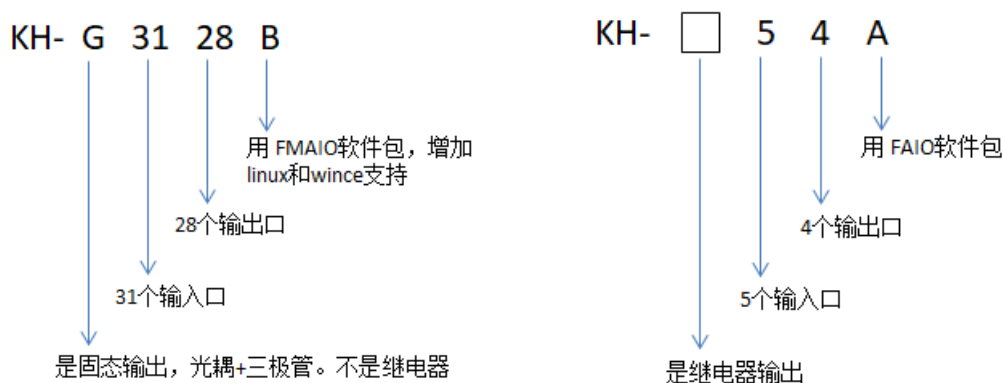 KH- G 31 28 B
用 FMAIO软件包，增加
linux和wince支持
28个输出口
31个输入口
是固态输出，光耦+三极管。不是继电器
KH- 5 4 A
用 FAIO软件包
4个输出口
5个输入口
是继电器输出